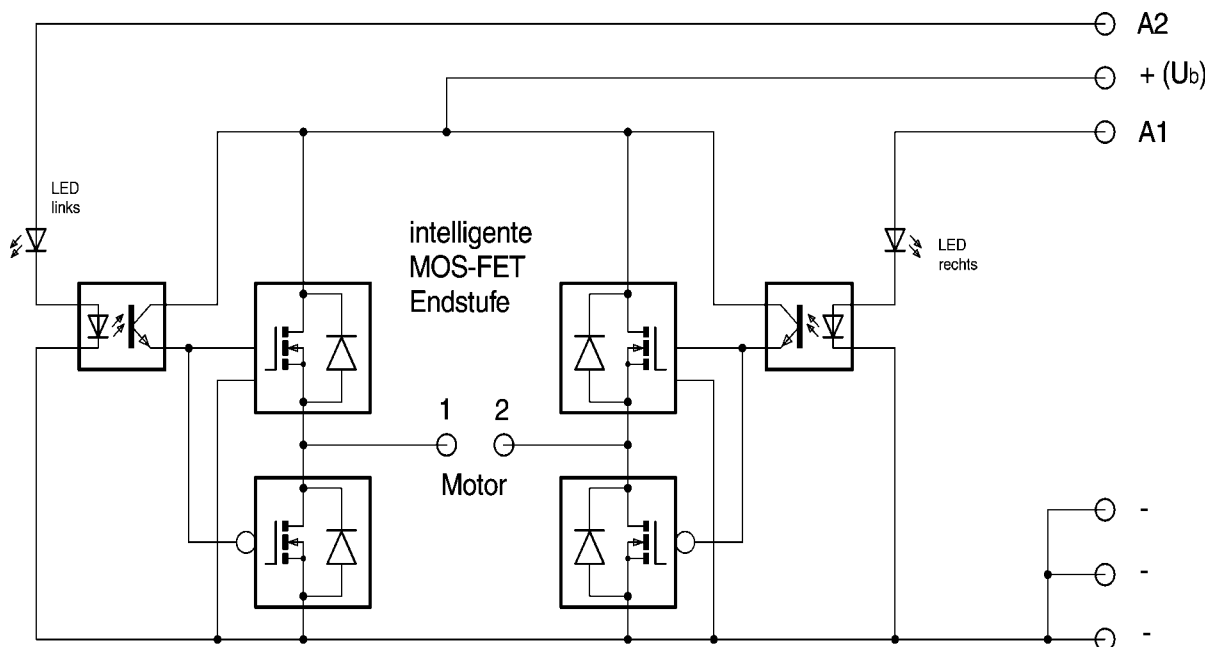 A2
+ (Ub)
A1
LED
links
intelligente
MOS-FET
Endstufe
LED
rechts
1 2
Motor
-
-
-